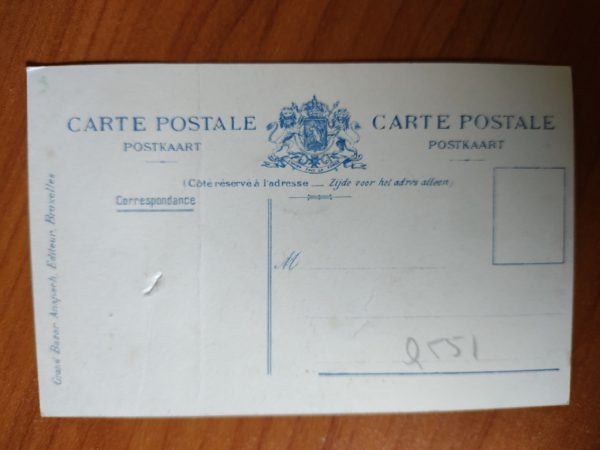 CARTE POSTALE CARTE POSTALE
POSTKAART POSTKAART
(Côté réservé à l'adresse — Zijde voor het adres alleen)
Correspondance
M
Grand Bazar Anspach, Editeur, Bruxelles